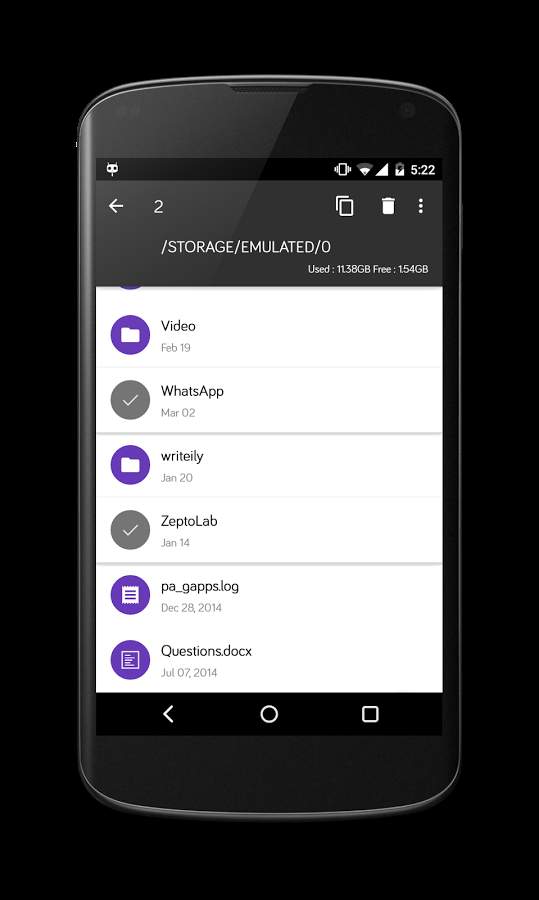 5:22
2
/STORAGE/EMULATED/0
Used : 11.38GB Free : 1.54GB
Video
Feb 19
WhatsApp
Mar 02
writeily
Jan 20
ZeptoLab
Jan 14
pa_gapps.log
Dec 28, 2014
Questions.docx
Jul 07, 2014